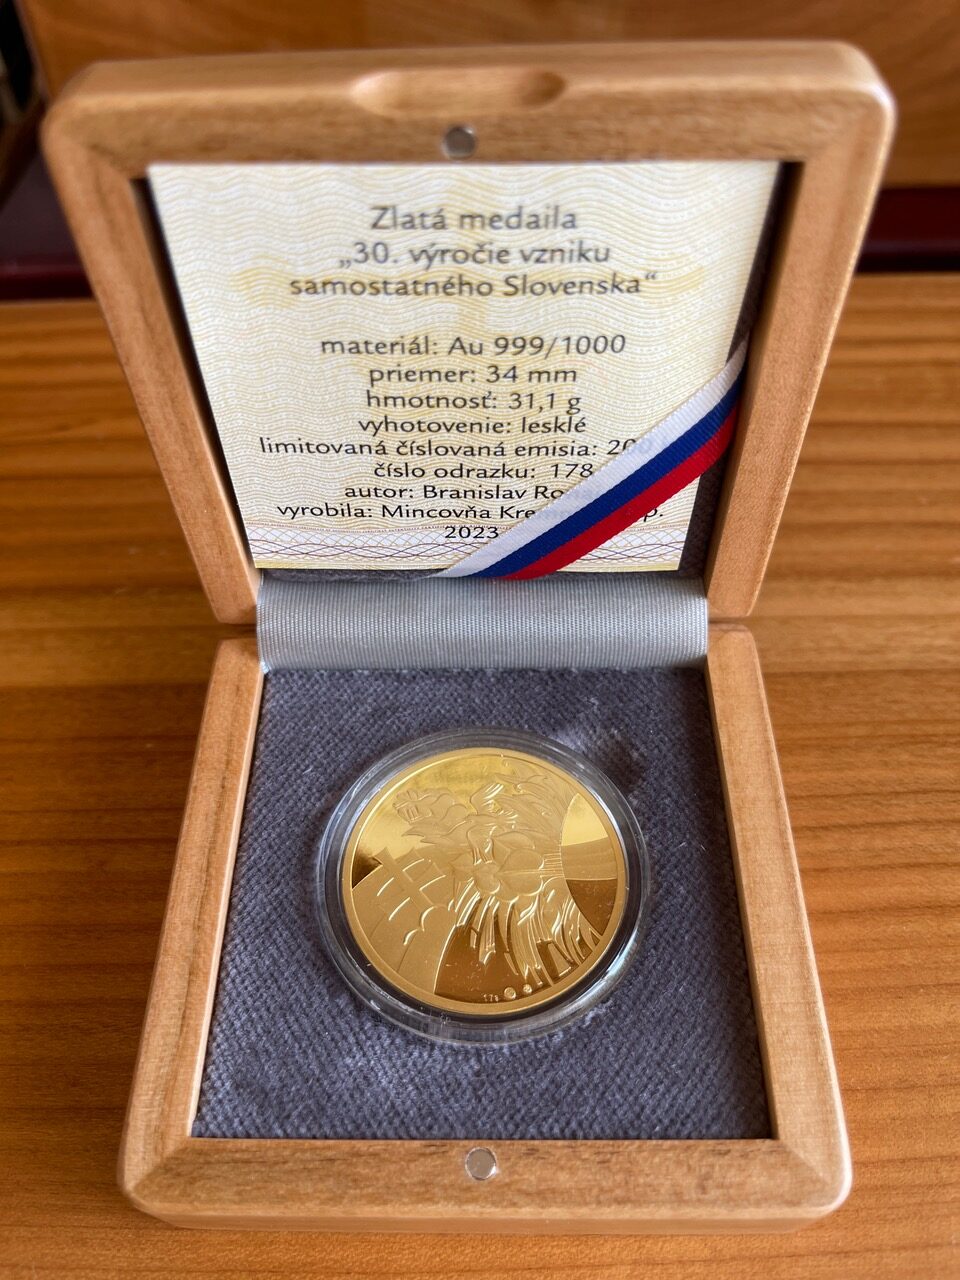 Zlatá medaila
„30. výročie vzniku
samostatného Slovenska“
materiál: Au 999/1000
priemer: 34 mm
hmotnosť: 31,1 g
vyhotovenie: lesklé
limitovaná číslovaná emisia:
číslo odrazku: 178
autor: Branislav
vyrobila: Mincovňa
2023
178